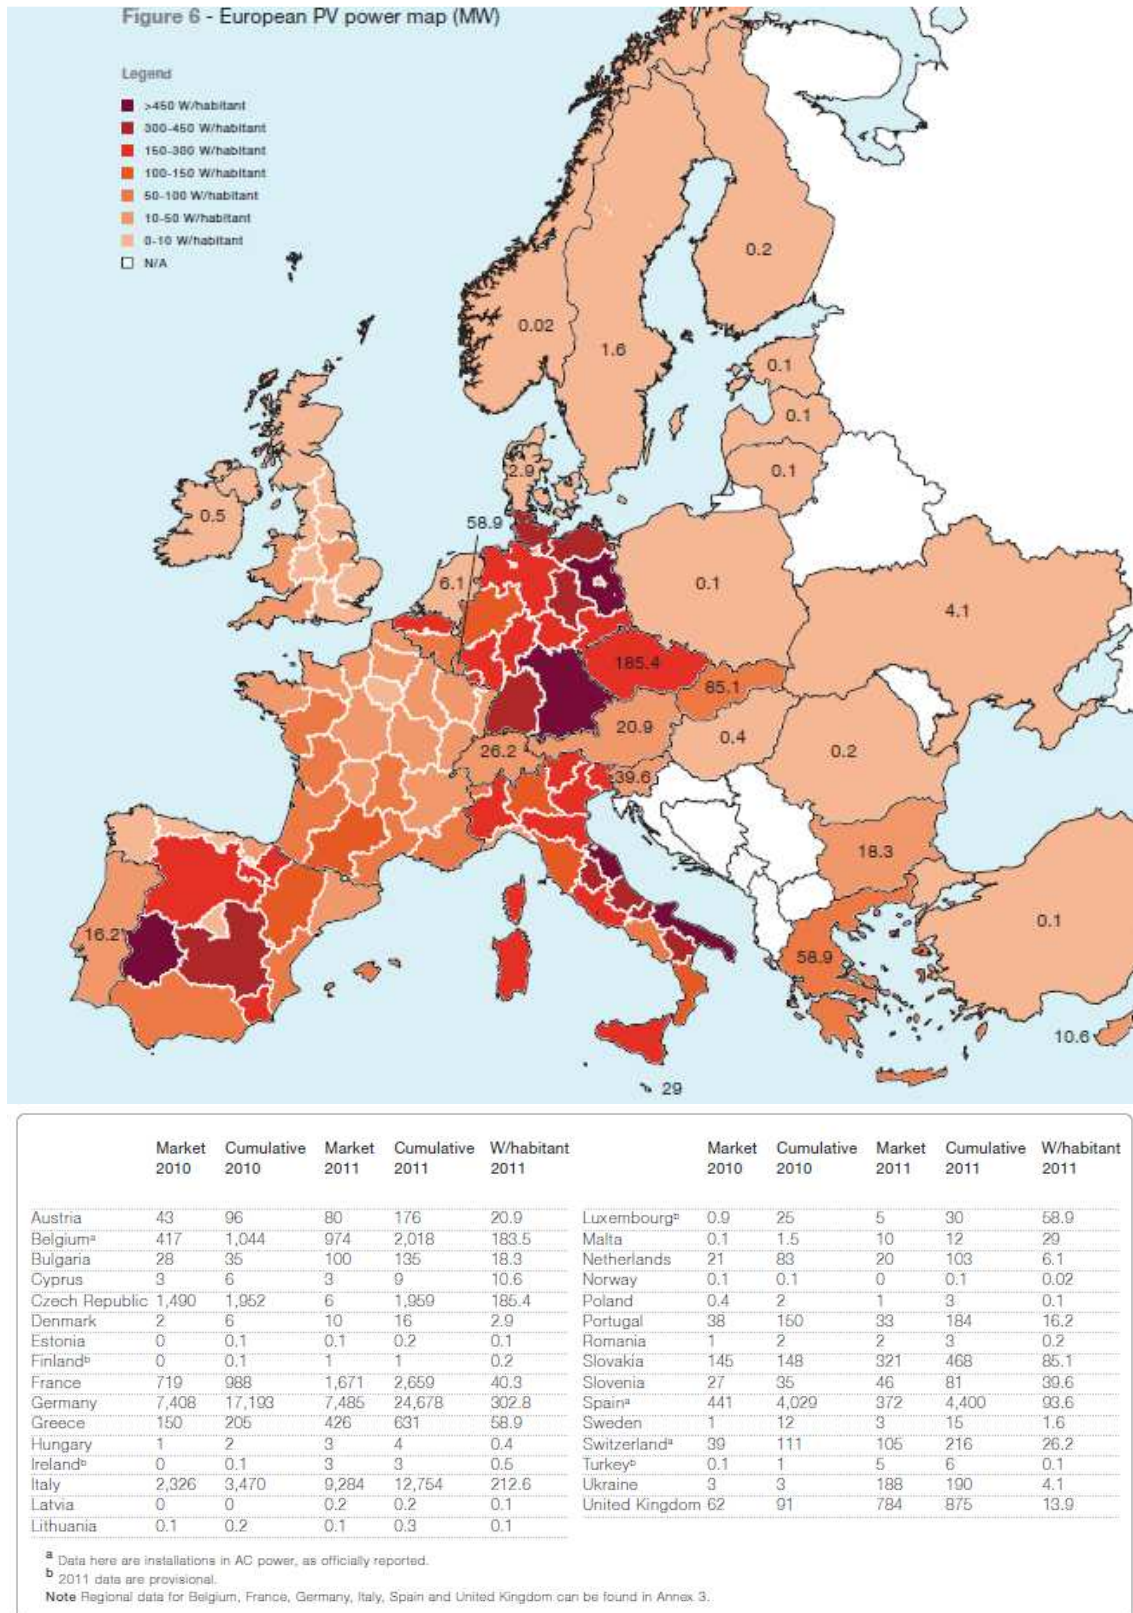 Figure 6 - European PV power map (MW)
Legend
>450 W/habitant
300-450 W/habitant
150-300 W/habitant
100-150 W/habitant
50-100 W/habitant
10-50 W/habitant
0-10 W/habitant
N/A
0.2
0.02
1.6
0.1
0.1
2.9
0.1
0.5
58.9
6.1
0.1
4.1
185.4
85.1
20.9
26.2
0.4
0.2
39.6
18.3
16.2
0.1
58.9
10.6
29
Market Cumulative Market Cumulative W/habitant Market Cumulative Market Cumulative W/habitant
2010 2010 2011 2011 2011 2010 2010 2011 2011 2011
Austria 43 96 80 176 20.9 Luxembourgᵇ 0.9 25 5 30 58.9
Belgiumᵃ 417 1,044 974 2,018 183.5 Malta 0.1 1.5 10 12 29
Bulgaria 28 35 100 135 18.3 Netherlands 21 83 20 103 6.1
Cyprus 3 6 3 9 10.6 Norway 0.1 0.1 0 0.1 0.02
Czech Republic 1,490 1,952 6 1,959 185.4 Poland 0.4 2 1 3 0.1
Denmark 2 6 10 16 2.9 Portugal 38 150 33 184 16.2
Estonia 0 0.1 0.1 0.2 0.1 Romania 1 2 2 3 0.2
Finlandᵇ 0 0.1 1 1 0.2 Slovakia 145 148 321 468 85.1
France 719 988 1,671 2,659 40.3 Slovenia 27 35 46 81 39.6
Germany 7,408 17,193 7,485 24,678 302.8 Spainᵃ 441 4,029 372 4,400 93.6
Greece 150 205 426 631 58.9 Sweden 1 12 3 15 1.6
Hungary 1 2 3 4 0.4 Switzerlandᵃ 39 111 105 216 26.2
Irelandᵇ 0 0.1 3 3 0.5 Turkeyᵇ 0.1 1 5 6 0.1
Italy 2,326 3,470 9,284 12,754 212.6 Ukraine 3 3 188 190 4.1
Latvia 0 0 0.2 0.2 0.1 United Kingdom 62 91 784 875 13.9
Lithuania 0.1 0.2 0.1 0.3 0.1
ᵃ Data here are installations in AC power, as officially reported.
ᵇ 2011 data are provisional.
Note Regional data for Belgium, France, Germany, Italy, Spain and United Kingdom can be found in Annex 3.